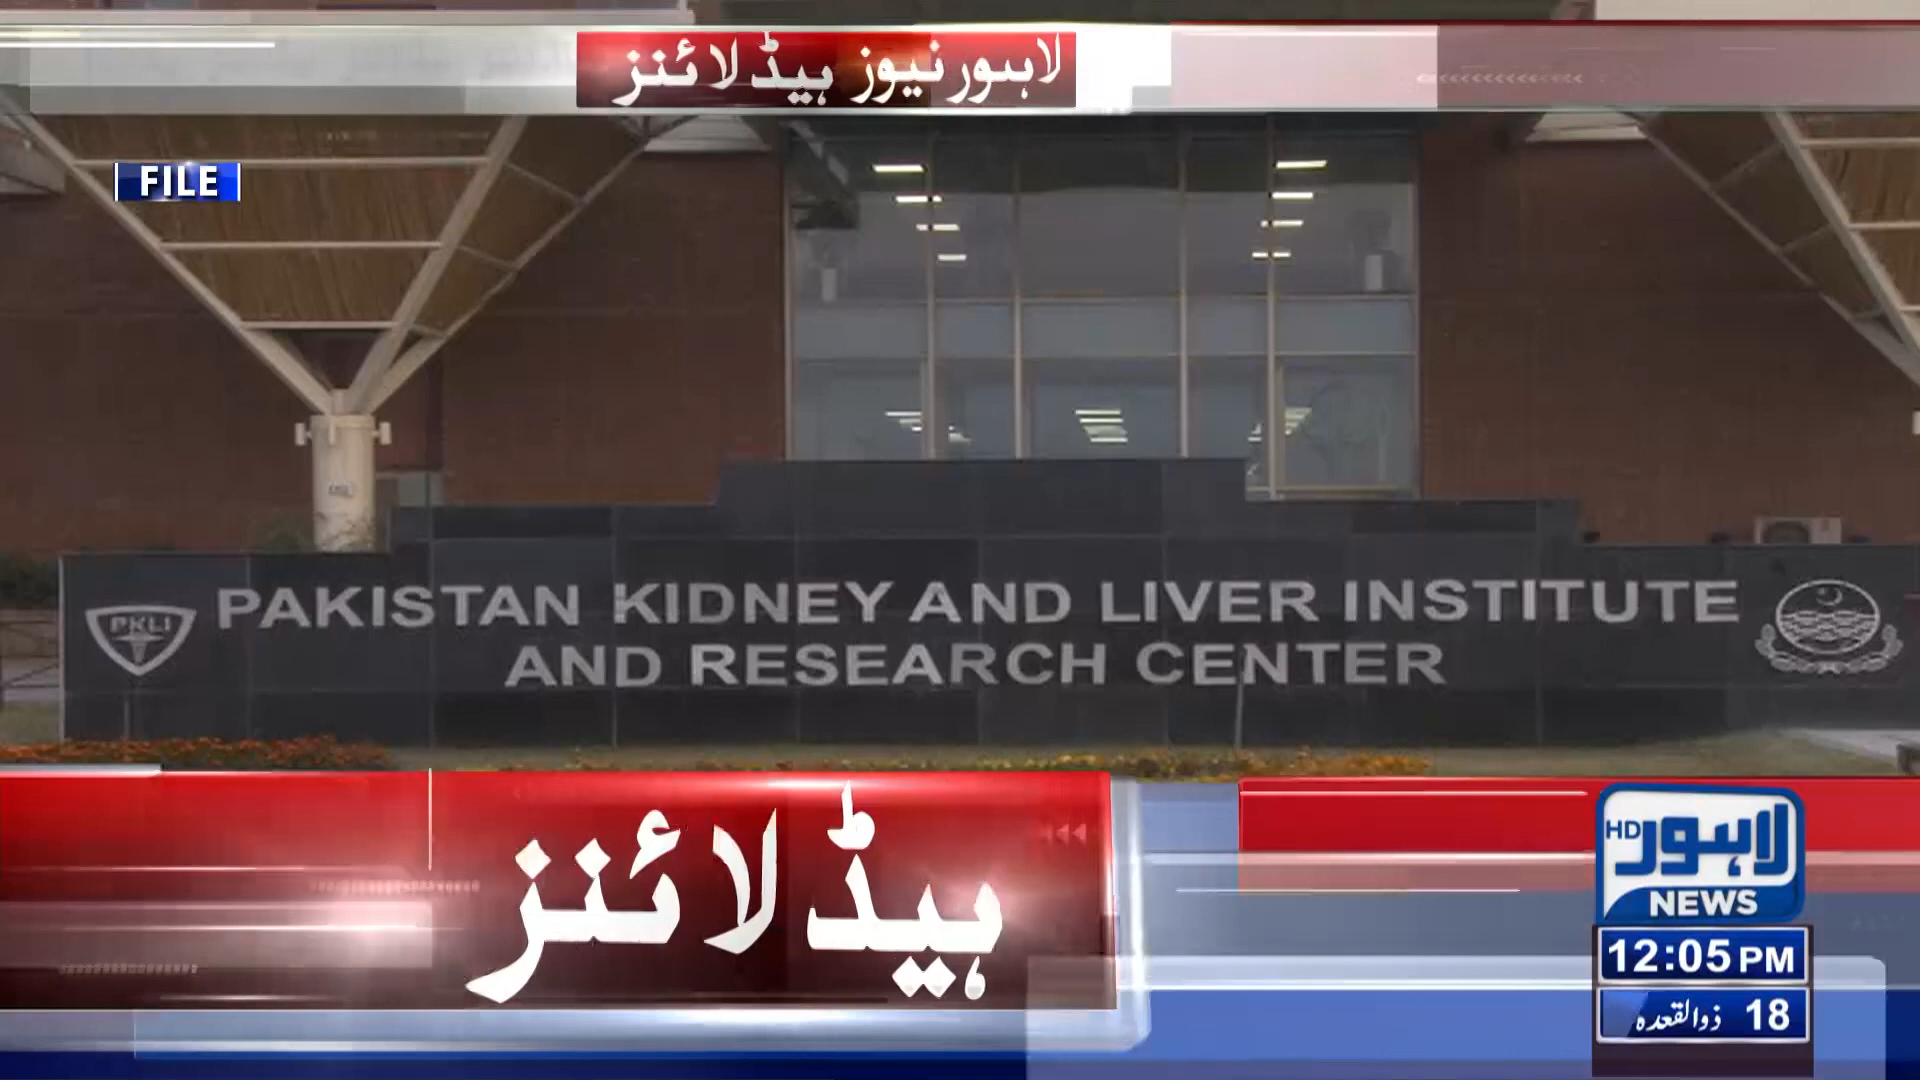 لاہور نیوز ہیڈ لائنز
FILE
PKLI
PAKISTAN KIDNEY AND LIVER INSTITUTE
AND RESEARCH CENTER
ہیڈ لائنز
لاہور HD
NEWS
12:05 PM
18 ذوالقعدہ